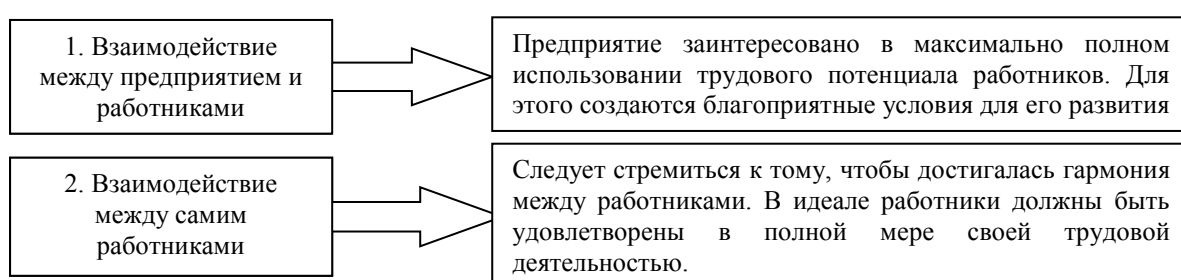 1. Взаимодействие
между предприятием и
работниками
Предприятие заинтересовано в максимально полном
использовании трудового потенциала работников. Для
этого создаются благоприятные условия для его развития
2. Взаимодействие
между самим
работниками
Следует стремиться к тому, чтобы достигалась гармония
между работниками. В идеале работники должны быть
удовлетворены в полной мере своей трудовой
деятельностью.